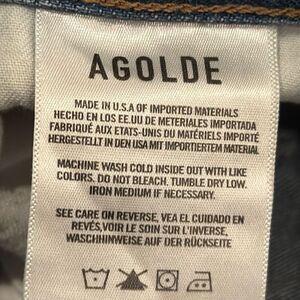 AGOLDE
MADE IN U.S.A OF IMPORTED MATERIALS
HECHO EN LOS EE.UU DE METERIALES IMPORTADA
FABRIQUÉ AUX ETATS-UNIS DU MATÉRIELS IMPORTÉ
HERGESTELLT IN DEN USA MIT IMPORTIERTEM MATERIAL
MACHINE WASH COLD INSIDE OUT WITH LIKE
COLORS. DO NOT BLEACH. TUMBLE DRY LOW.
IRON MEDIUM IF NECESSARY.
SEE CARE ON REVERSE, VEA EL CUIDADO EN
REVÉS, VOIR LE SOIN SUR L'INVERSE,
WASCHHINWEISE AUF DER RÜCKSEITE